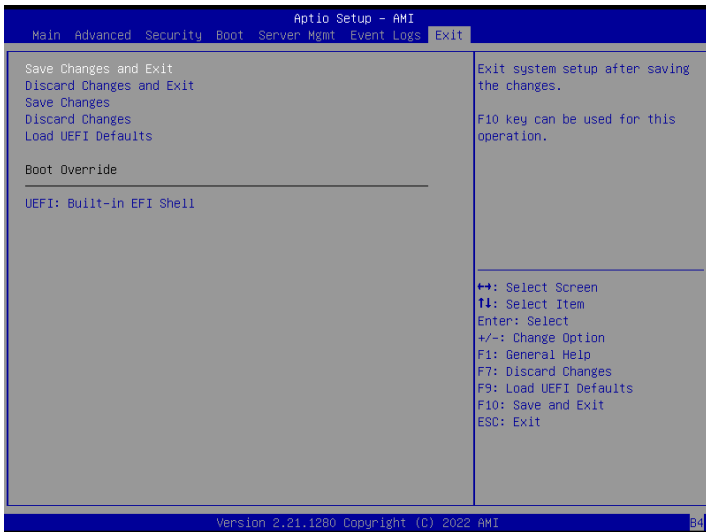 Aptio Setup - AMI
Main Advanced Security Boot Server Mgmt Event Logs Exit
Save Changes and Exit
Discard Changes and Exit
Save Changes
Discard Changes
Load UEFI Defaults
Boot Override
UEFI: Built-in EFI Shell
Exit system setup after saving
the changes.
F10 key can be used for this
operation.
↔: Select Screen
↑↓: Select Item
Enter: Select
+/-: Change Option
F1: General Help
F7: Discard Changes
F9: Load UEFI Defaults
F10: Save and Exit
ESC: Exit
Version 2.21.1280 Copyright (C) 2022 AMI
B4